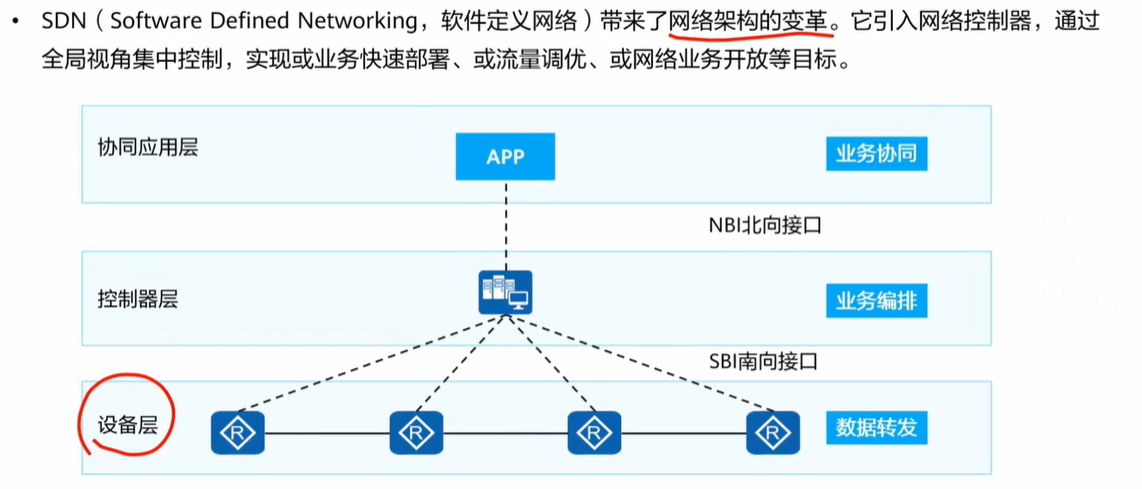 • SDN（Software Defined Networking，软件定义网络）带来了网络架构的变革。它引入网络控制器，通过
全局视角集中控制，实现或业务快速部署、或流量调优、或网络业务开放等目标。
协同应用层
APP
业务协同
NBI北向接口
控制器层
业务编排
SBI南向接口
设备层
R
R
R
R
数据转发